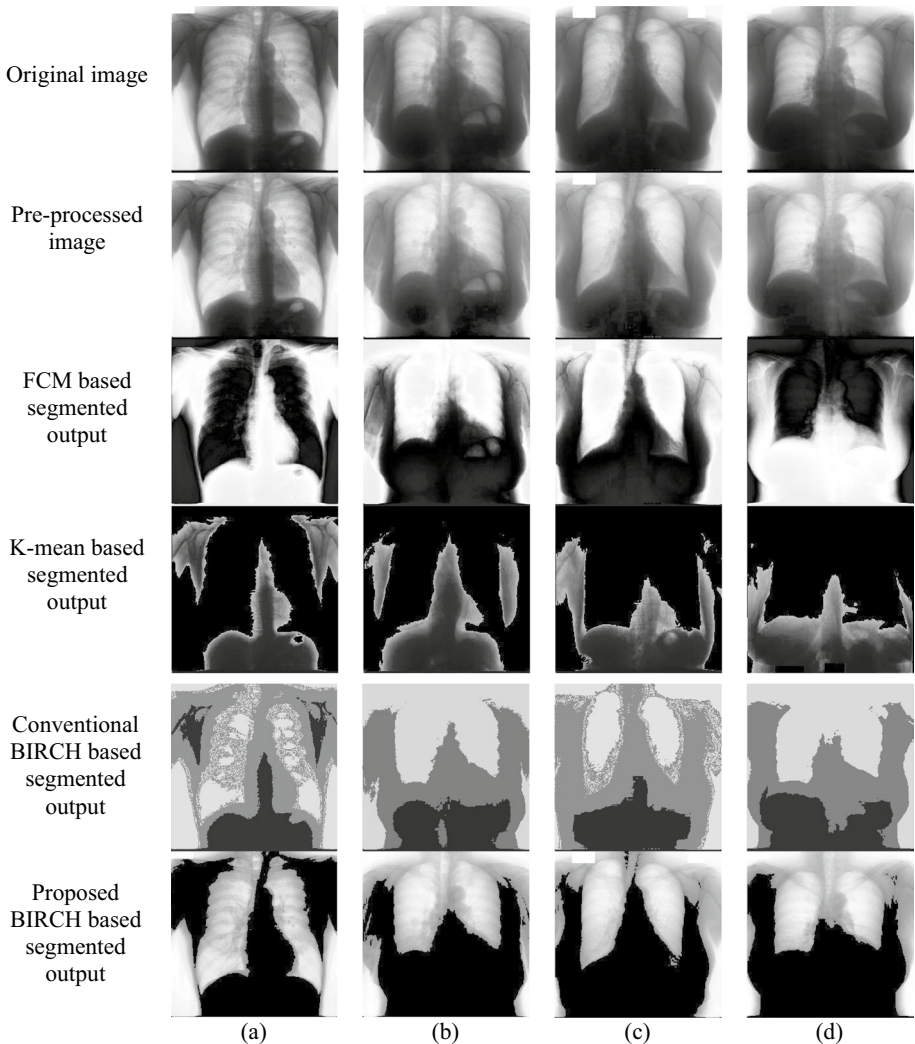 Original image
Pre-processed
image
FCM based
segmented
output
K-mean based
segmented
output
Conventional
BIRCH based
segmented
output
Proposed
BIRCH based
segmented
output
(a)
(b)
(c)
(d)